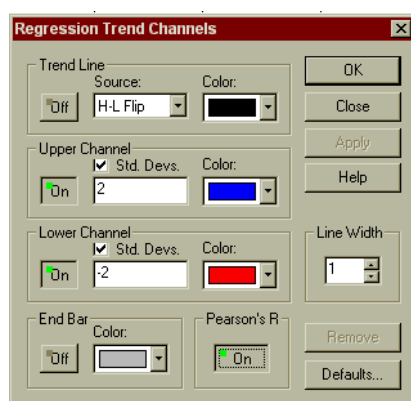 Regression Trend Channels
Trend Line
Source: Color:
Off H-L Flip
OK
Close
Apply
Help
Upper Channel
Std. Devs. Color:
On 2
Lower Channel
Std. Devs. Color:
On -2
Line Width
1
End Bar
Color:
Off
Pearson's R
On
Remove
Defaults...